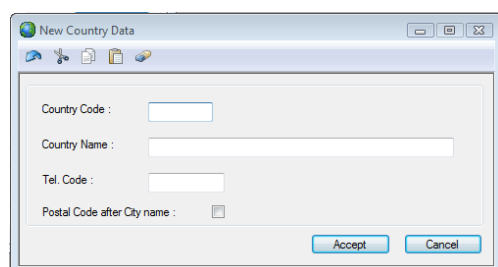 New Country Data
Country Code :
Country Name :
Tel. Code :
Postal Code after City name :
Accept Cancel